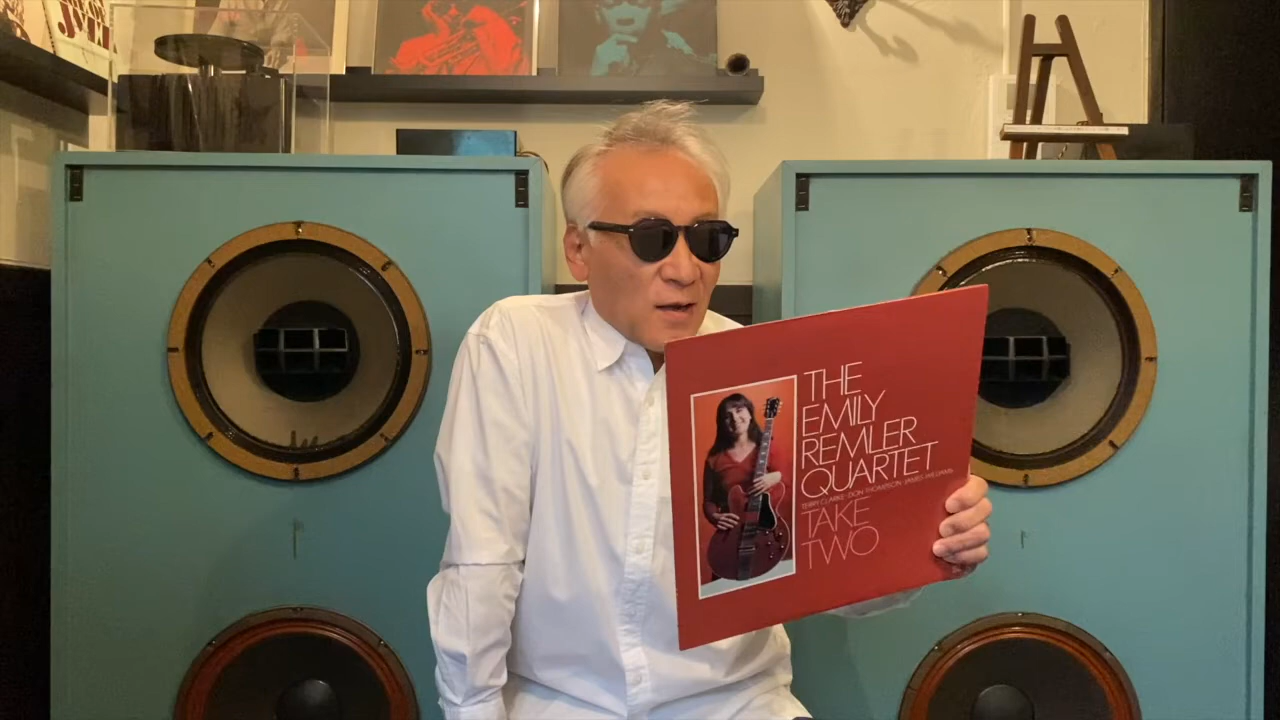 THE
EMILY
REMLER
QUARTET
TERRY CLARKE · DON THOMPSON · JAMES WILLIAMS
TAKE
TWO